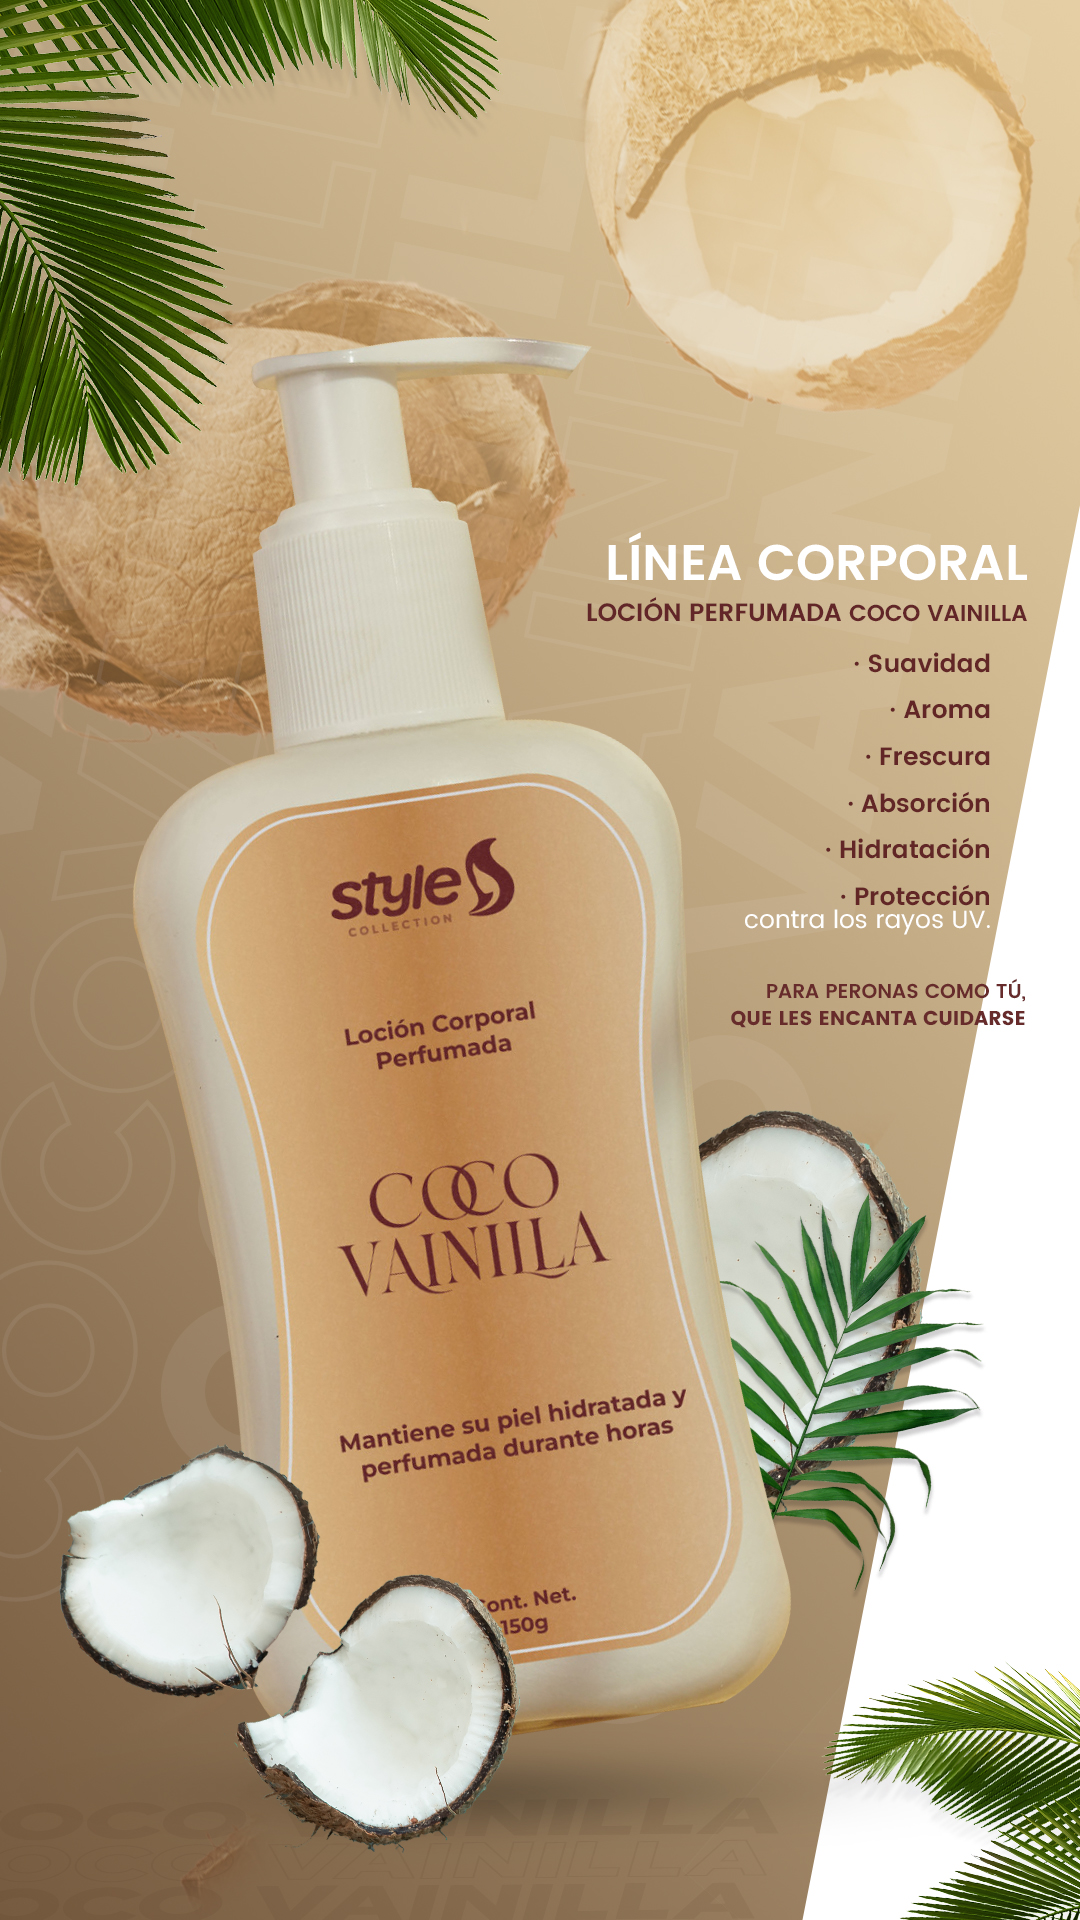 LÍNEA CORPORAL
LOCIÓN PERFUMADA COCO VAINILLA
· Suavidad
· Aroma
· Frescura
· Absorción
· Hidratación
· Protección
contra los rayos UV.
PARA PERONAS COMO TÚ,
QUE LES ENCANTA CUIDARSE
style
COLLECTION
Loción Corporal
Perfumada
COCO
VAINILLA
Mantiene su piel hidratada y
perfumada durante horas
ont. Net.
150g